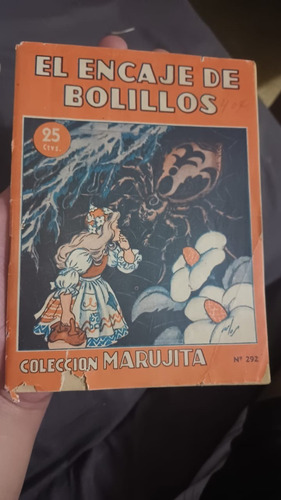 EL ENCAJE DE
BOLILLOS
25
Cts.
COLECCION MARUJITA
Nº 292